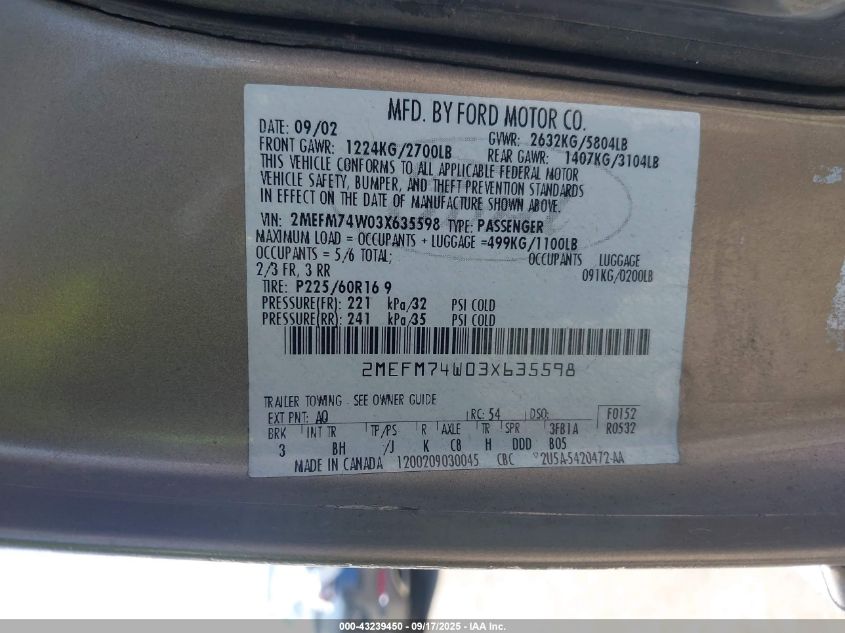 MFD. BY FORD MOTOR CO.
DATE: 09/02 GVWR: 2632KG/5804LB
FRONT GAWR: 1224KG/2700LB REAR GAWR: 1407KG/3104LB
THIS VEHICLE CONFORMS TO ALL APPLICABLE FEDERAL MOTOR
VEHICLE SAFETY, BUMPER, AND THEFT PREVENTION STANDARDS
IN EFFECT ON THE DATE OF MANUFACTURE SHOWN ABOVE.
VIN: 2MEFM74W03X635598 TYPE: PASSENGER
MAXIMUM LOAD = OCCUPANTS + LUGGAGE =499KG/1100LB
OCCUPANTS = 5/6 TOTAL; OCCUPANTS LUGGAGE
2/3 FR, 3 RR 091KG/0200LB
TIRE: P225/60R16 9
PRESSURE(FR): 221 kPa/32 PSI COLD
PRESSURE(RR): 241 kPa/35 PSI COLD
2MEFM74W03X635598
TRAILER TOWING - SEE OWNER GUIDE
EXT PNT: AQ RC: 54 DSO: F0152
BRK INT TR TP/PS R AXLE TR SPR 3FB1A R0532
3 BH /J K C8 H DDD B05
MADE IN CANADA 1200209030045 CBC 2U5A-5420472-AA
000-43239450 - 09/17/2025 - IAA Inc.